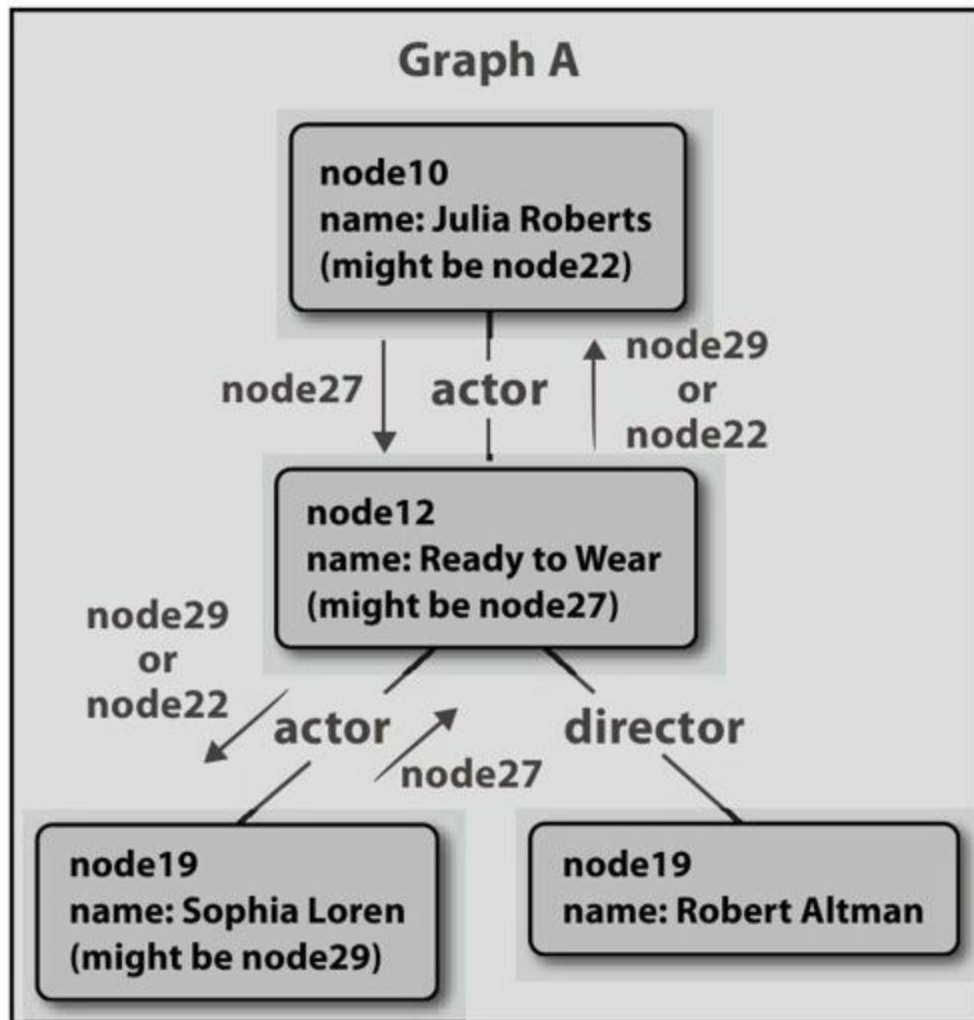 Graph A
node10
name: Julia Roberts
(might be node22)
node27
actor
node29
or
node22
node12
name: Ready to Wear
(might be node27)
node29
or
node22
actor
node27
director
node19
name: Sophia Loren
(might be node29)
node19
name: Robert Altman